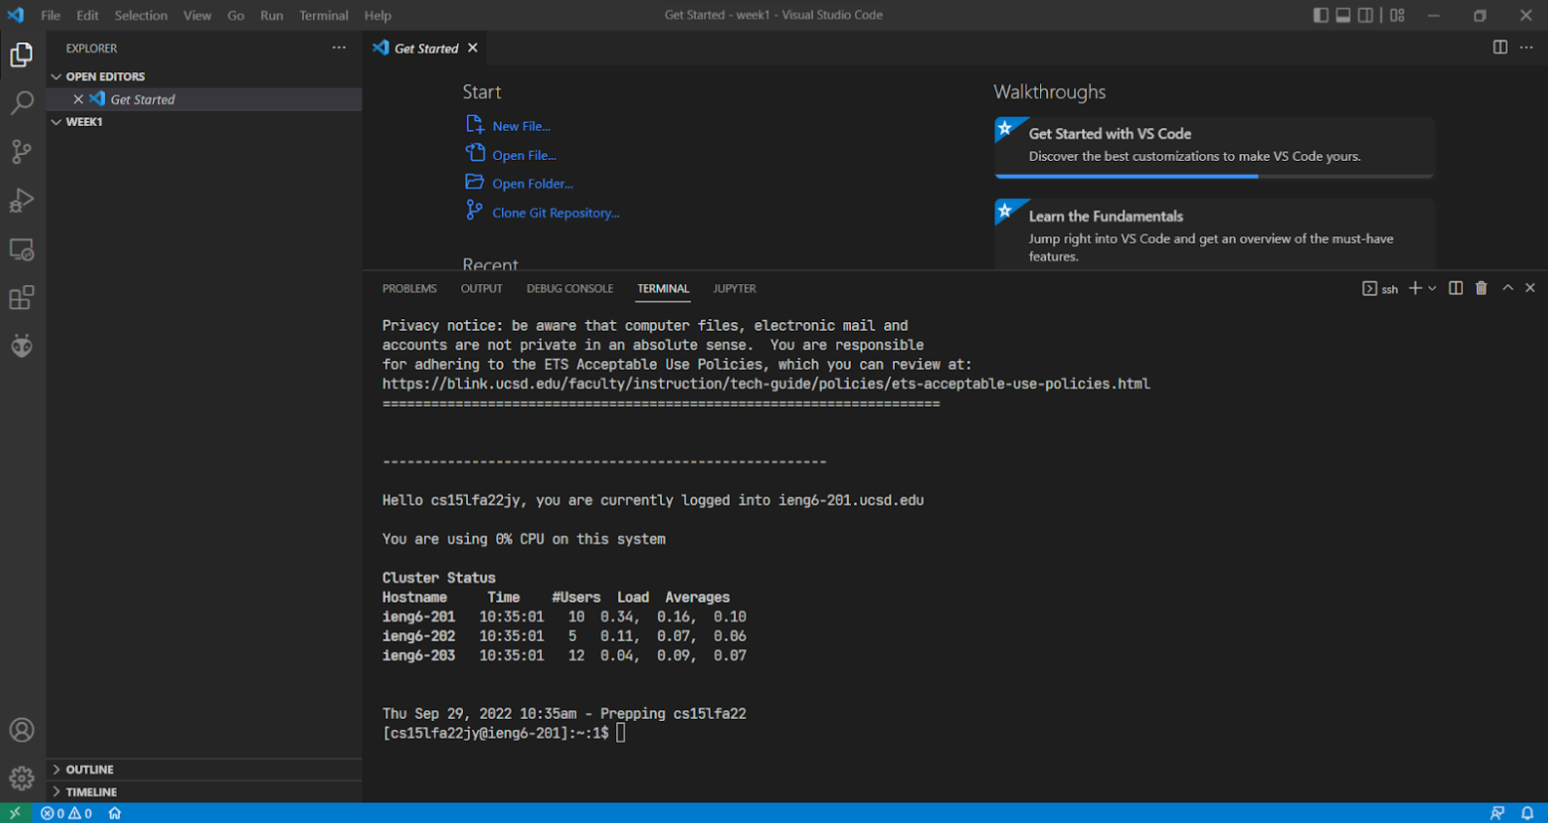 File Edit Selection View Go Run Terminal Help
Get Started - week1 - Visual Studio Code
EXPLORER
OPEN EDITORS
Get Started
WEEK1
OUTLINE
TIMELINE
Get Started
Start
New File...
Open File...
Open Folder...
Clone Git Repository...
Recent
Walkthroughs
Get Started with VS Code
Discover the best customizations to make VS Code yours.
Learn the Fundamentals
Jump right into VS Code and get an overview of the must-have
features.
PROBLEMS OUTPUT DEBUG CONSOLE TERMINAL JUPYTER
ssh
Privacy notice: be aware that computer files, electronic mail and
accounts are not private in an absolute sense.  You are responsible
for adhering to the ETS Acceptable Use Policies, which you can review at:
https://blink.ucsd.edu/faculty/instruction/tech-guide/policies/ets-acceptable-use-policies.html
=====================================================================
-------------------------------------------------------
Hello cs15lfa22jy, you are currently logged into ieng6-201.ucsd.edu
You are using 0% CPU on this system
Cluster Status
Hostname     Time    #Users  Load  Averages
ieng6-201   10:35:01   10  0.34,  0.16,  0.10
ieng6-202   10:35:01   5   0.11,  0.07,  0.06
ieng6-203   10:35:01   12  0.04,  0.09,  0.07
Thu Sep 29, 2022 10:35am - Prepping cs15lfa22
[cs15lfa22jy@ieng6-201]:~:1$
0 0